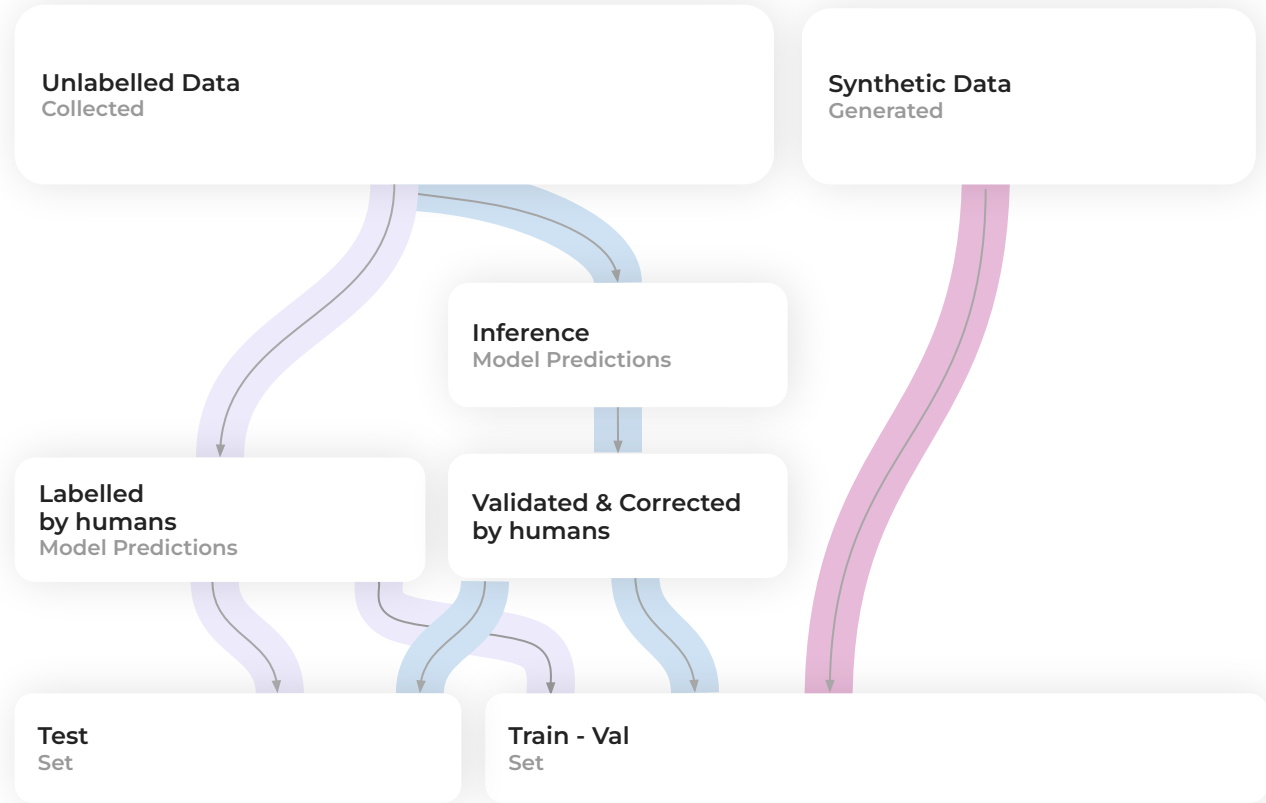 Unlabelled Data
Collected
Synthetic Data
Generated
Inference
Model Predictions
Labelled
by humans
Model Predictions
Validated & Corrected
by humans
Test
Set
Train - Val
Set